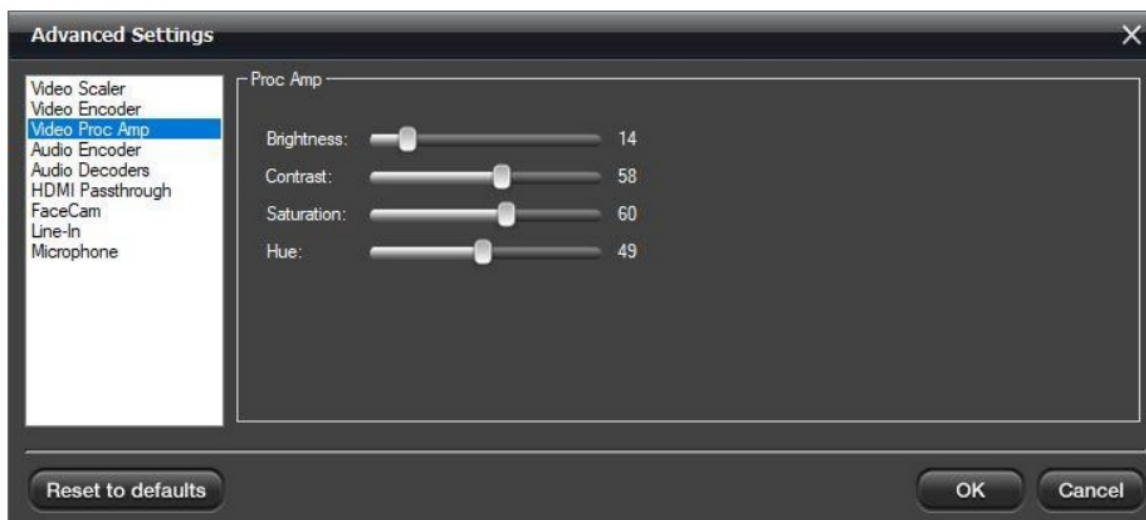 Advanced Settings
Video Scaler
Video Encoder
Video Proc Amp
Audio Encoder
Audio Decoders
HDMI Passthrough
FaceCam
Line-In
Microphone
Proc Amp
Brightness: 14
Contrast: 58
Saturation: 60
Hue: 49
Reset to defaults OK Cancel